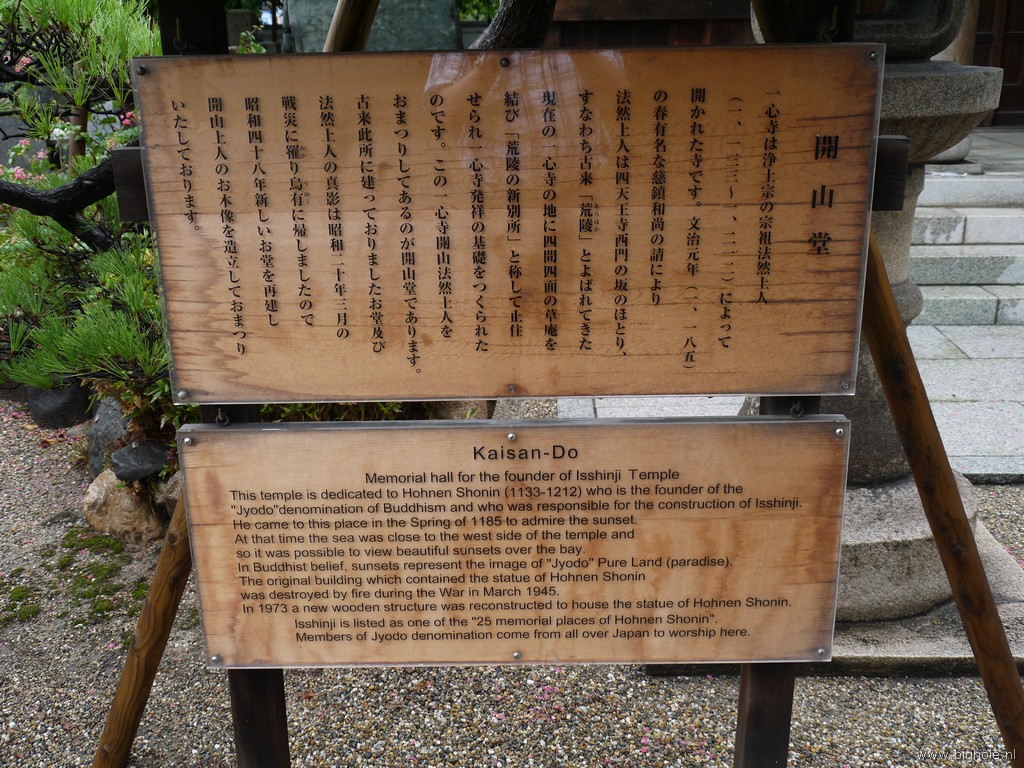 開山堂
一心寺は浄土宗の宗祖法然上人
(一、一三三〜一、二一二)によって
開かれた寺です。文治元年(一、一八五)
の春有名な慈鎮和尚の請により
法然上人は四天王寺西門の坂のほとり、
すなわち古来「荒陵」とよばれてきた
あらはか
現在の一心寺の地に四間四面の草庵を
結び「荒陵の新別所」と称して止住
せられ一心寺発祥の基礎をつくられた
のです。この一心寺開山法然上人を
おまつりしてあるのが開山堂であります。
古来此所に建っておりましたお堂及び
法然上人の真影は昭和二十年三月の
戦災に罹り烏有に帰しましたので
昭和四十八年新しいお堂を再建し
開山上人のお木像を造立しておまつり
いたしております。
Kaisan-Do
Memorial hall for the founder of Isshinji Temple
This temple is dedicated to Hohnen Shonin (1133-1212) who is the founder of the
"Jyodo"denomination of Buddhism and who was responsible for the construction of Isshinji.
He came to this place in the Spring of 1185 to admire the sunset.
At that time the sea was close to the west side of the temple and
so it was possible to view beautiful sunsets over the bay.
In Buddhist belief, sunsets represent the image of "Jyodo" Pure Land (paradise).
The original building which contained the statue of Hohnen Shonin
was destroyed by fire during the War in March 1945.
In 1973 a new wooden structure was reconstructed to house the statue of Hohnen Shonin.
Isshinji is listed as one of the "25 memorial places of Hohnen Shonin".
Members of Jyodo denomination come from all over Japan to worship here.
www.bighole.nl